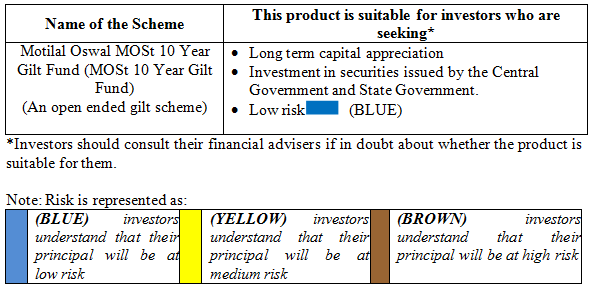 Name of the Scheme
This product is suitable for investors who are
seeking*
Motilal Oswal MOSt 10 Year
Gilt Fund (MOSt 10 Year Gilt
Fund)
(An open ended gilt scheme)
• Long term capital appreciation
• Investment in securities issued by the Central
Government and State Government.
• Low risk (BLUE)
*Investors should consult their financial advisers if in doubt about whether the product is
suitable for them.
Note: Risk is represented as:
(BLUE) investors
understand that their
principal will be at
low risk
(YELLOW) investors
understand that their
principal will be at
medium risk
(BROWN) investors
understand that their
principal will be at high risk